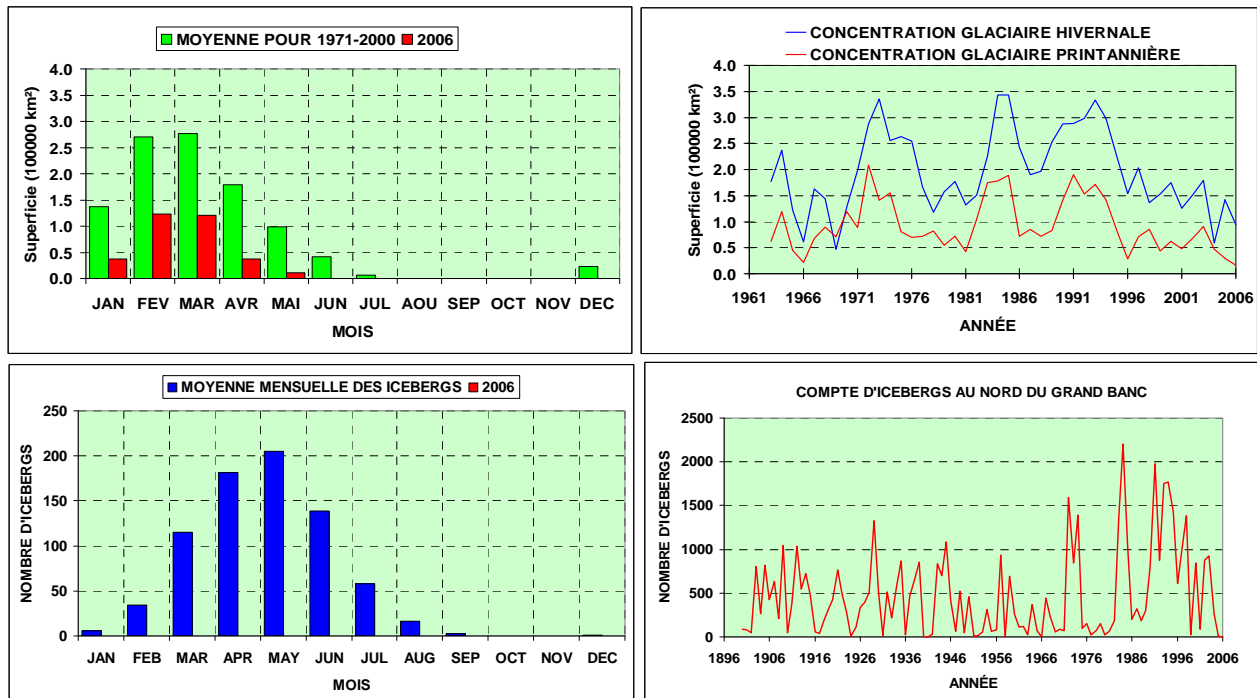 MOYENNE POUR 1971-2000 2006
4.0
3.5
3.0
2.5
2.0
1.5
1.0
0.5
0.0
Superficie (100000 km²)
JAN FEV MAR AVR MAI JUN JUL AOU SEP OCT NOV DEC
MOIS
CONCENTRATION GLACIAIRE HIVERNALE
CONCENTRATION GLACIAIRE PRINTANNIÈRE
4.0
3.5
3.0
2.5
2.0
1.5
1.0
0.5
0.0
Superficie (100000 km²)
1961 1966 1971 1976 1981 1986 1991 1996 2001 2006
ANNÉE
MOYENNE MENSUELLE DES ICEBERGS 2006
250
200
150
100
50
0
NOMBRE D'ICEBERGS
JAN FEB MAR APR MAY JUN JUL AUG SEP OCT NOV DEC
MOIS
COMPTE D'ICEBERGS AU NORD DU GRAND BANC
2500
2000
1500
1000
500
0
NOMBRE D'ICEBERGS
1896 1906 1916 1926 1936 1946 1956 1966 1976 1986 1996 2006
ANNÉE